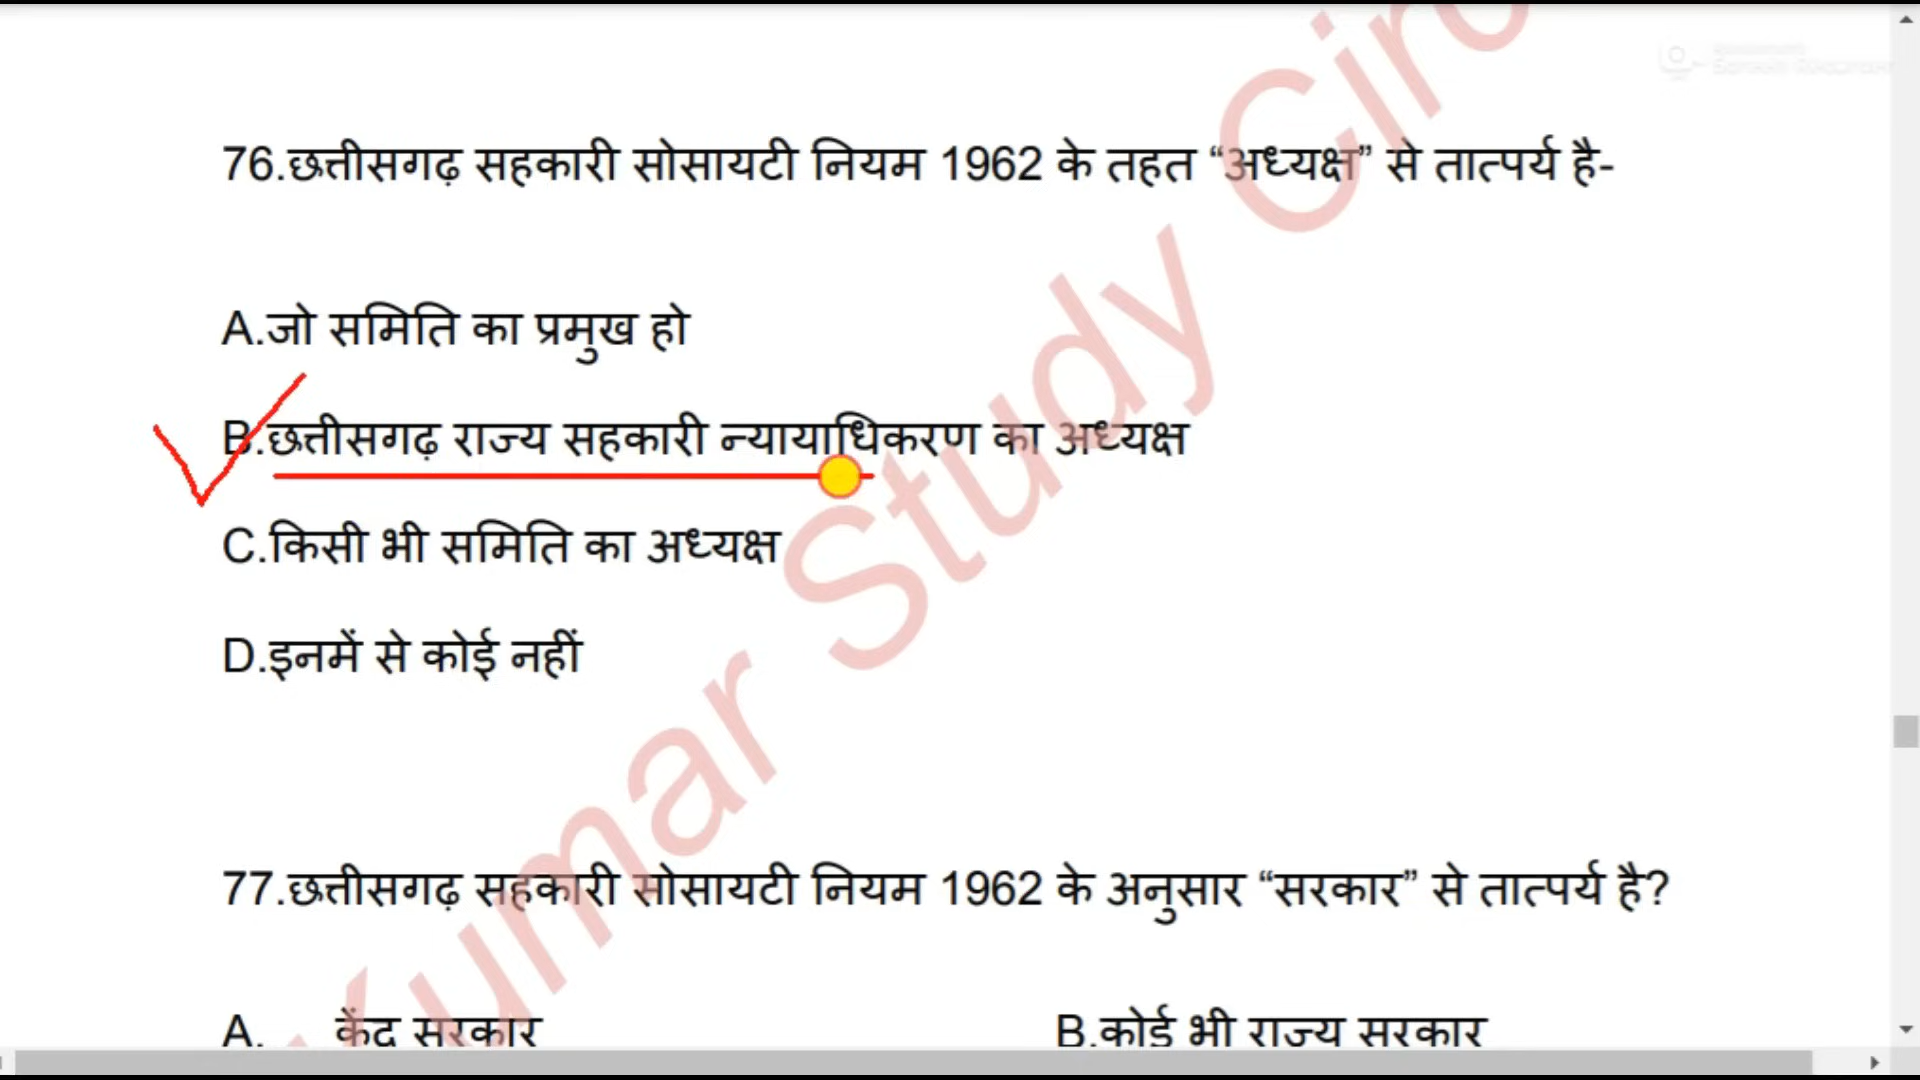 76.छत्तीसगढ़ सहकारी सोसायटी नियम 1962 के तहत “अध्यक्ष” से तात्पर्य है-
A.जो समिति का प्रमुख हो
B.छत्तीसगढ़ राज्य सहकारी न्यायाधिकरण का अध्यक्ष
C.किसी भी समिति का अध्यक्ष
D.इनमें से कोई नहीं
77.छत्तीसगढ़ सहकारी सोसायटी नियम 1962 के अनुसार “सरकार” से तात्पर्य है?
A. केंद सरकार B.कोई भी राज्य सरकार
Kumar Study Circ